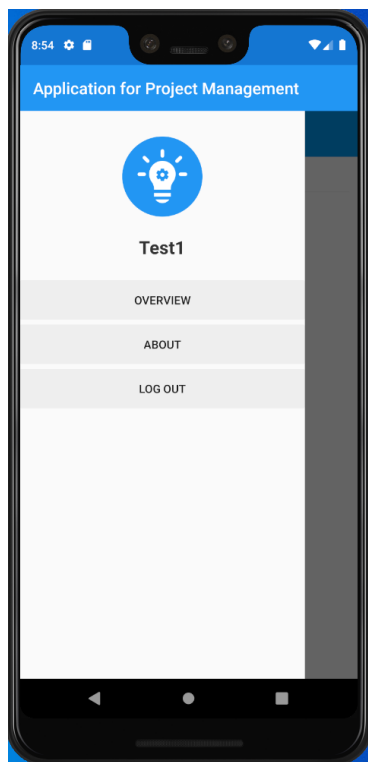 8:54
Application for Project Management
Test1
OVERVIEW
ABOUT
LOG OUT